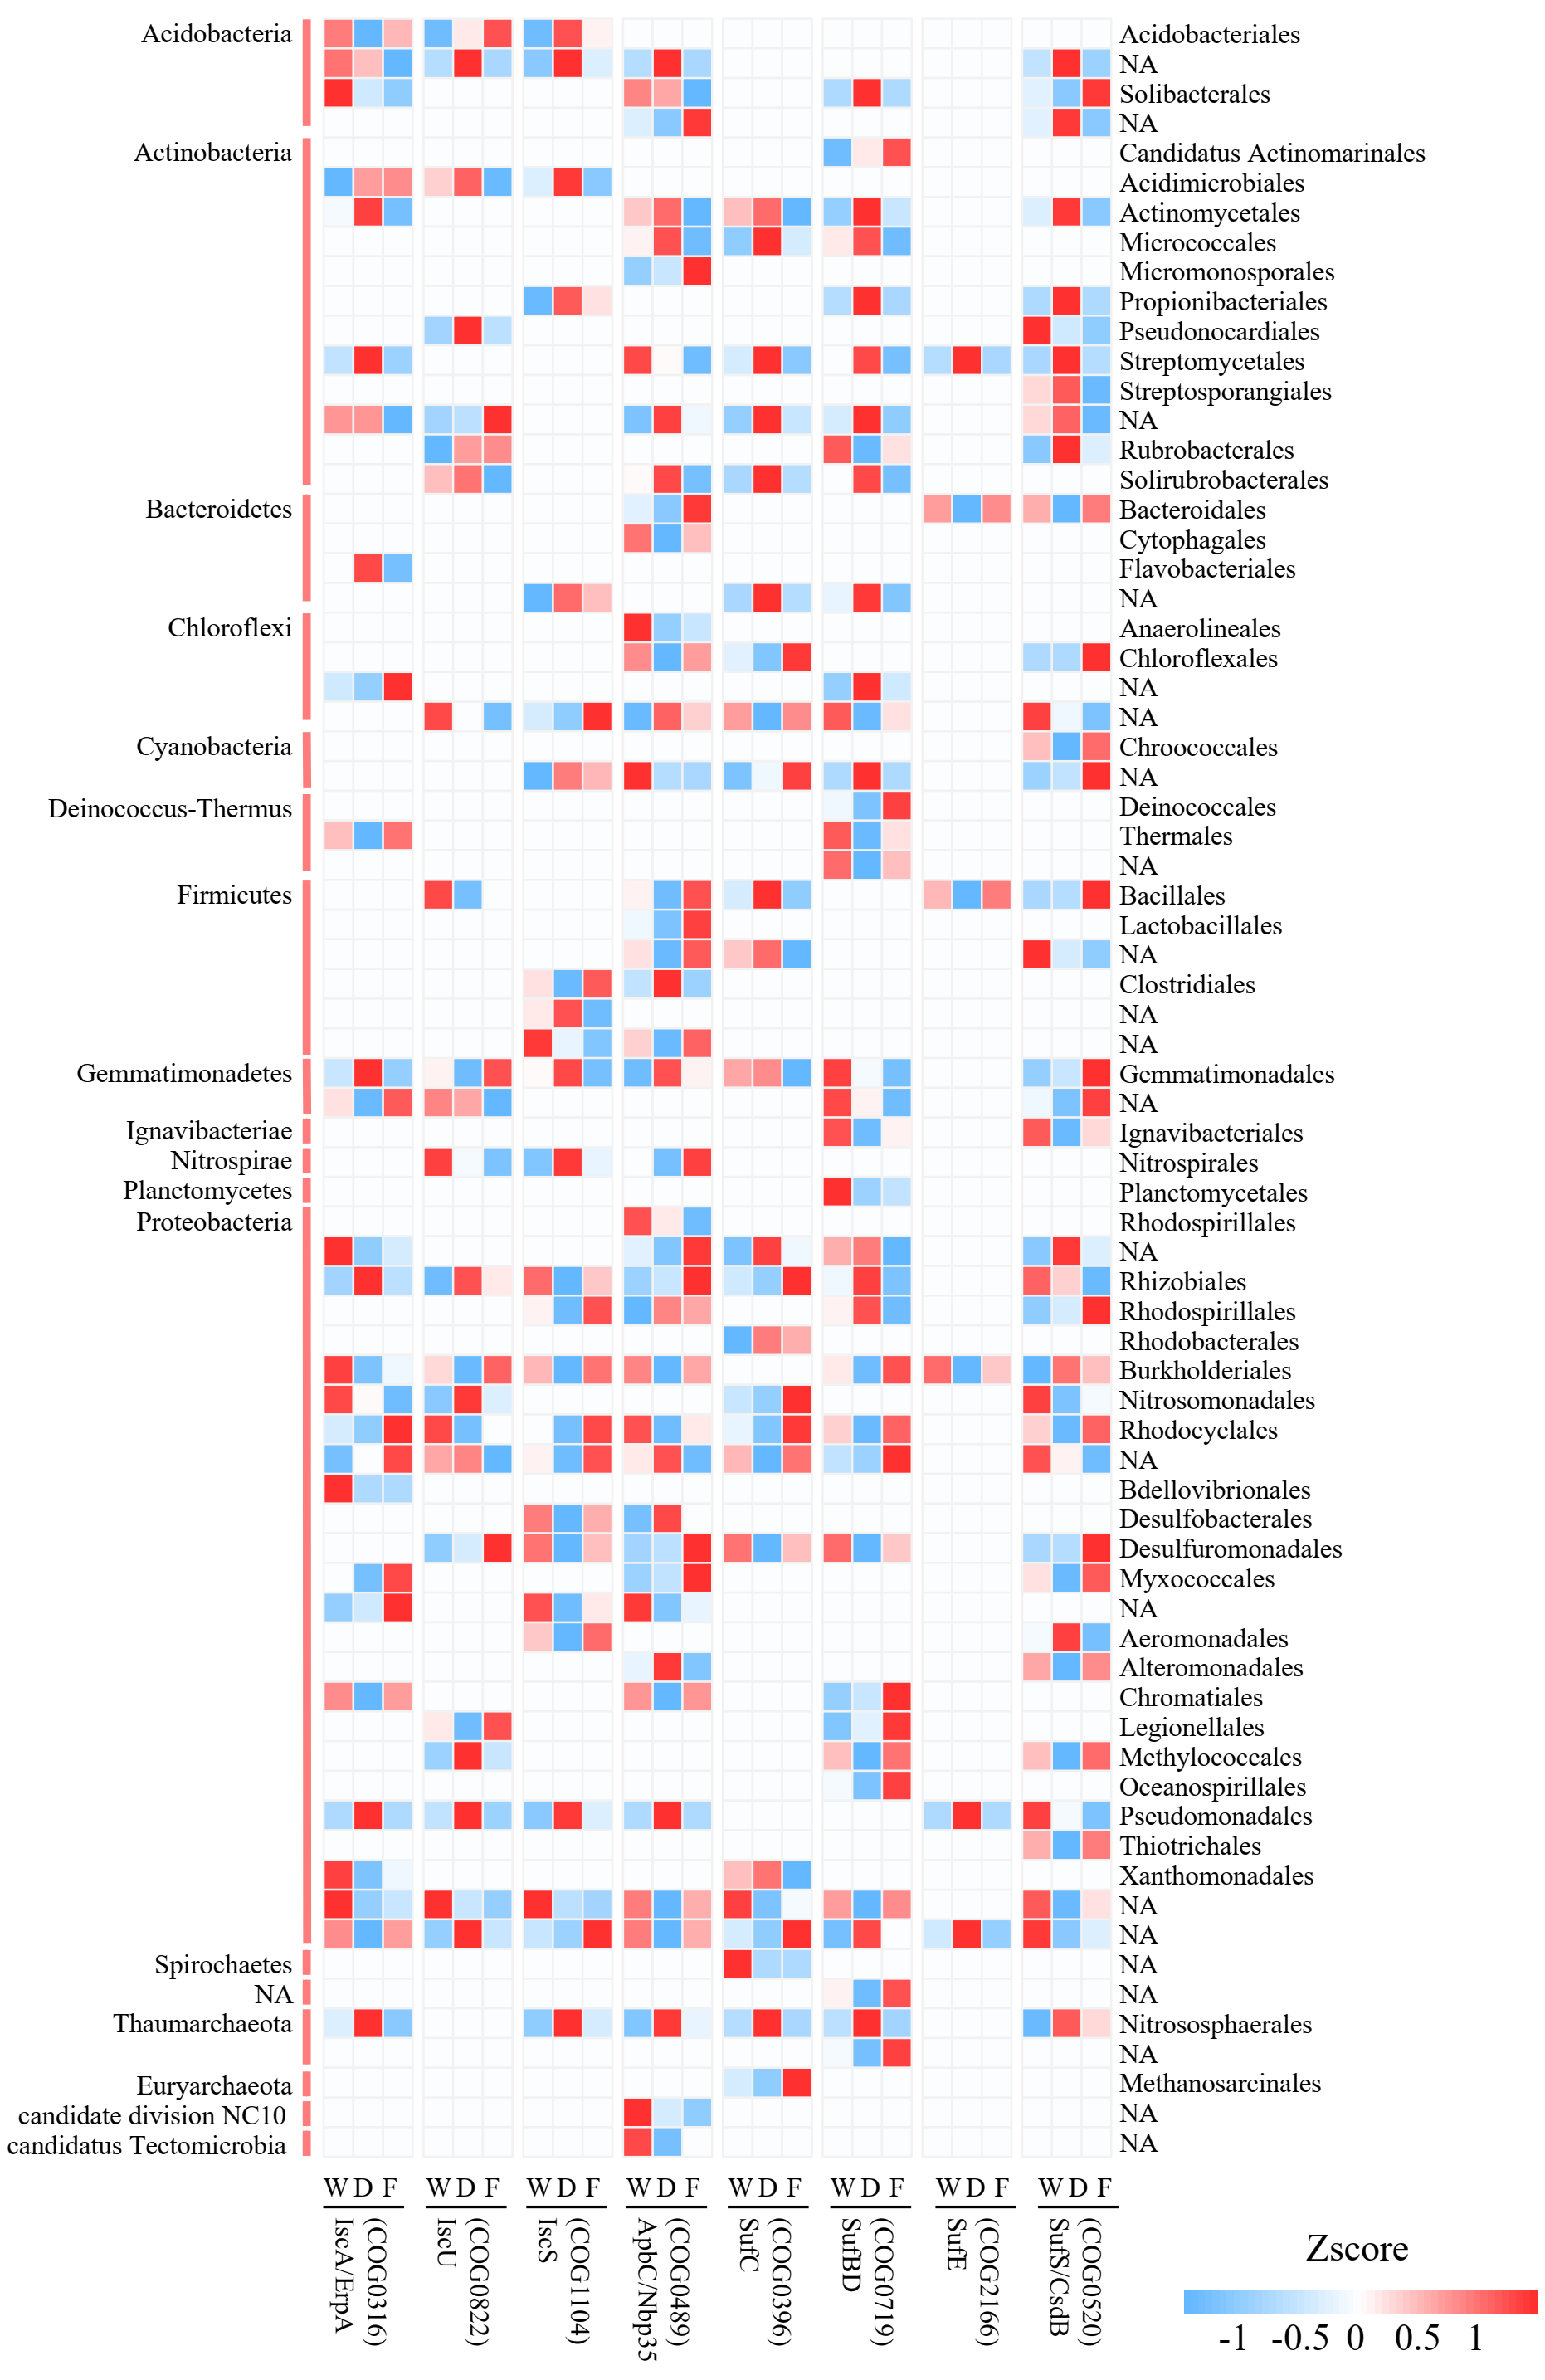 Acidobacteria Acidobacteriales
NA
Solibacterales
NA
Actinobacteria Candidatus Actinomarinales
Acidimicrobiales
Actinomycetales
Micrococcales
Micromonosporales
Propionibacteriales
Pseudonocardiales
Streptomycetales
Streptosporangiales
NA
Rubrobacterales
Solirubrobacterales
Bacteroidetes Bacteroidales
Cytophagales
Flavobacteriales
NA
Chloroflexi Anaerolineales
Chloroflexales
NA
NA
Cyanobacteria Chroococcales
NA
Deinococcus-Thermus Deinococcales
Thermales
NA
Firmicutes Bacillales
Lactobacillales
NA
Clostridiales
NA
NA
Gemmatimonadetes Gemmatimonadales
NA
Ignavibacteriae Ignavibacteriales
Nitrospirae Nitrospirales
Planctomycetes Planctomycetales
Proteobacteria Rhodospirillales
NA
Rhizobiales
Rhodospirillales
Rhodobacterales
Burkholderiales
Nitrosomonadales
Rhodocyclales
NA
Bdellovibrionales
Desulfobacterales
Desulfuromonadales
Myxococcales
NA
Aeromonadales
Alteromonadales
Chromatiales
Legionellales
Methylococcales
Oceanospirillales
Pseudomonadales
Thiotrichales
Xanthomonadales
NA
NA
Spirochaetes NA
NA NA
Thaumarchaeota Nitrososphaerales
NA
Euryarchaeota Methanosarcinales
candidate division NC10 NA
candidatus Tectomicrobia NA
W D F W D F W D F W D F W D F W D F W D F W D F
(COG0316)
IscA/ErpA
(COG0822)
IscU
(COG1104)
IscS
(COG0489)
ApbC/Nbp35
(COG0396)
SufC
(COG0719)
SufBD
(COG2166)
SufE
(COG0520)
SufS/CsdB
Zscore
-1 -0.5 0 0.5 1